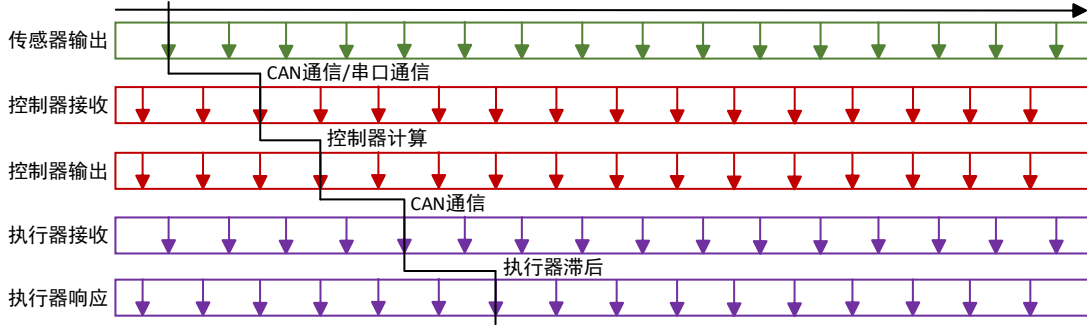 传感器输出
CAN通信/串口通信
控制器接收
控制器计算
控制器输出
CAN通信
执行器接收
执行器滞后
执行器响应